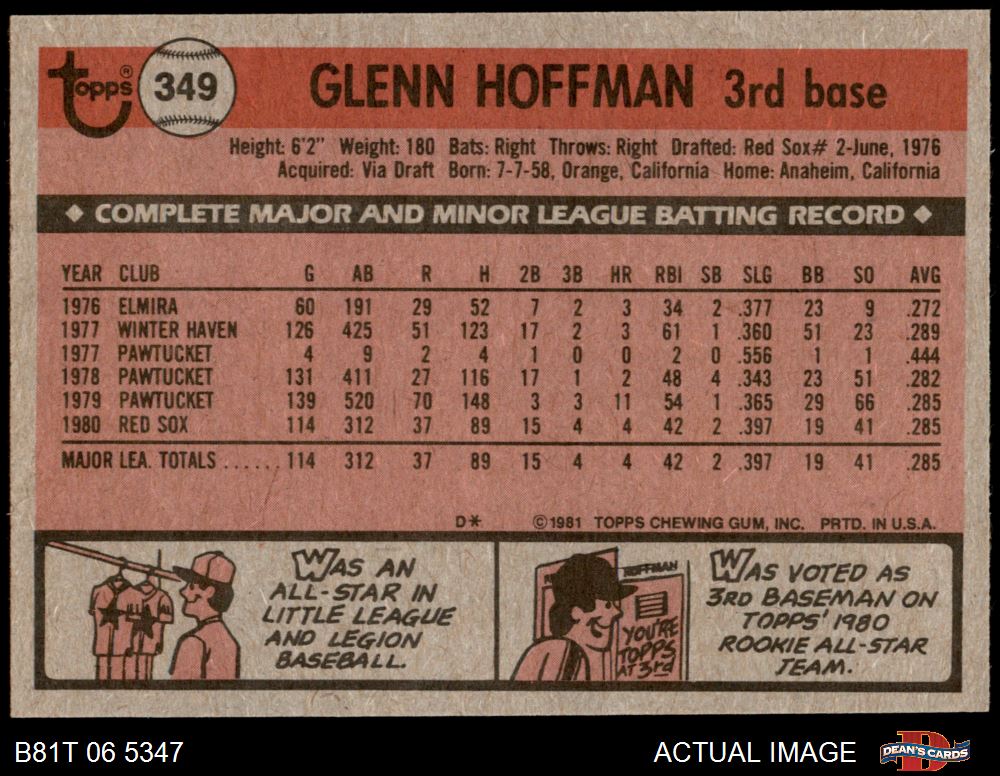 topps®
349
GLENN HOFFMAN 3rd base
Height: 6'2" Weight: 180 Bats: Right Throws: Right Drafted: Red Sox# 2-June, 1976
Acquired: Via Draft Born: 7-7-58, Orange, California Home: Anaheim, California
◆ COMPLETE MAJOR AND MINOR LEAGUE BATTING RECORD ◆
YEAR CLUB G AB R H 2B 3B HR RBI SB SLG BB SO AVG
1976 ELMIRA 60 191 29 52 7 2 3 34 2 .377 23 9 .272
1977 WINTER HAVEN 126 425 51 123 17 2 3 61 1 .360 51 23 .289
1977 PAWTUCKET 4 9 2 4 1 0 0 2 0 .556 1 1 .444
1978 PAWTUCKET 131 411 27 116 17 1 2 48 4 .343 23 51 .282
1979 PAWTUCKET 139 520 70 148 3 3 11 54 1 .365 29 66 .285
1980 RED SOX 114 312 37 89 15 4 4 42 2 .397 19 41 .285
MAJOR LEA. TOTALS ...... 114 312 37 89 15 4 4 42 2 .397 19 41 .285
D* ©1981 TOPPS CHEWING GUM, INC. PRTD. IN U.S.A.
WAS AN
ALL-STAR IN
LITTLE LEAGUE
AND LEGION
BASEBALL.
HOFFMAN
YOU'RE
TOPPS
AT 3rd
WAS VOTED AS
3RD BASEMAN ON
TOPPS' 1980
ROOKIE ALL-STAR
TEAM.
B81T 06 5347
ACTUAL IMAGE
DEAN'S CARDS